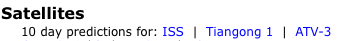 Satellites
10 day predictions for: ISS | Tiangong 1 | ATV-3